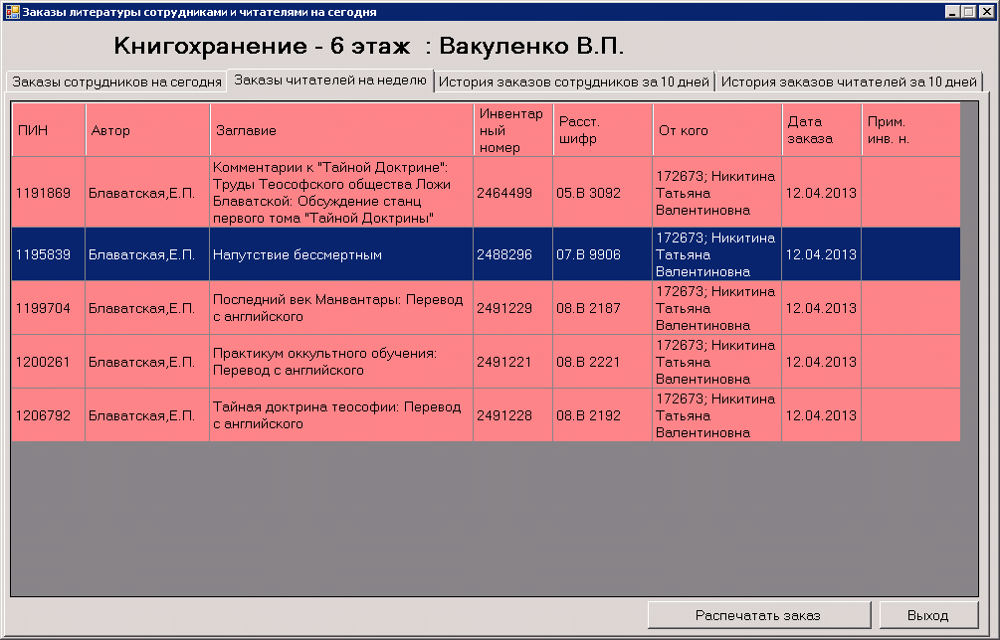 Заказы литературы сотрудниками и читателями на сегодня
Книгохранение - 6 этаж : Вакуленко В.П.
Заказы сотрудников на сегодня
Заказы читателей на неделю
История заказов сотрудников за 10 дней
История заказов читателей за 10 дней
ПИН
Автор
Заглавие
Инвентар
ный
номер
Расст.
шифр
От кого
Дата
заказа
Прим.
инв. н.
1191869
Блаватская,Е.П.
Комментарии к "Тайной Доктрине":
Труды Теософского общества Ложи
Блаватской: Обсуждение станц
первого тома "Тайной Доктрины"
2464499
05.В 3092
172673; Никитина
Татьяна
Валентиновна
12.04.2013
1195839
Блаватская,Е.П.
Напутствие бессмертным
2488296
07.В 9906
172673; Никитина
Татьяна
Валентиновна
12.04.2013
1199704
Блаватская,Е.П.
Последний век Манвантары: Перевод
с английского
2491229
08.В 2187
172673; Никитина
Татьяна
Валентиновна
12.04.2013
1200261
Блаватская,Е.П.
Практикум оккультного обучения:
Перевод с английского
2491221
08.В 2221
172673; Никитина
Татьяна
Валентиновна
12.04.2013
1206792
Блаватская,Е.П.
Тайная доктрина теософии: Перевод
с английского
2491228
08.В 2192
172673; Никитина
Татьяна
Валентиновна
12.04.2013
Распечатать заказ
Выход